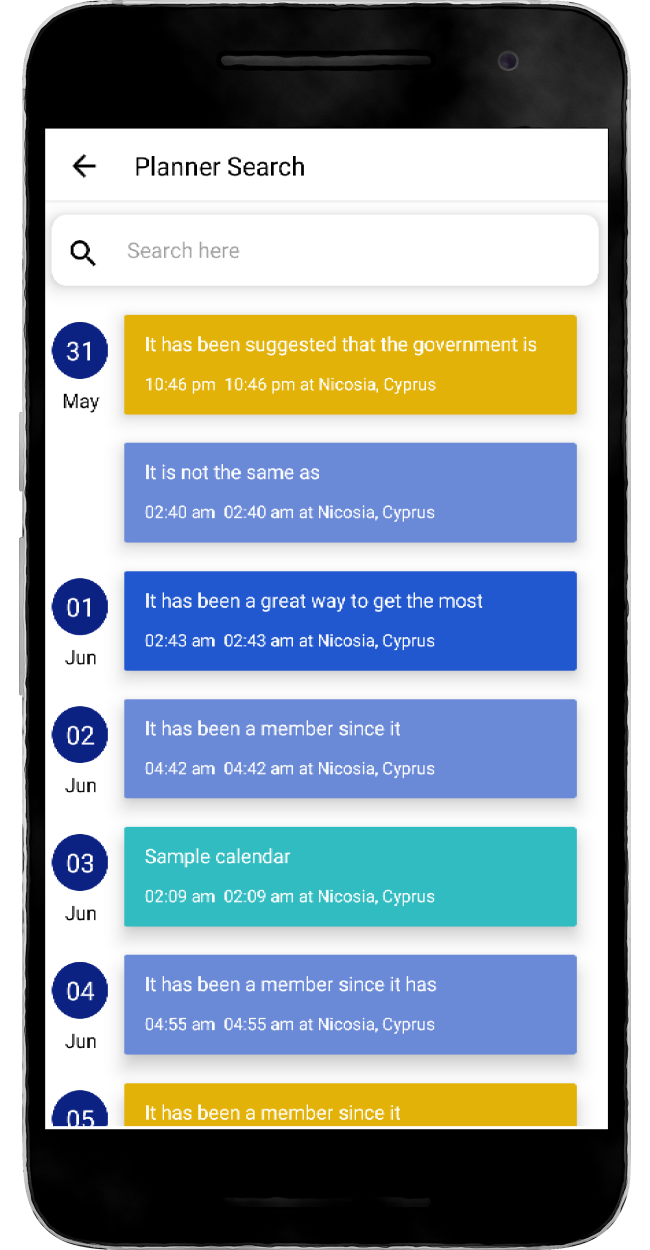 Planner Search
Search here
31
May
It has been suggested that the government is
10:46 pm 10:46 pm at Nicosia, Cyprus
It is not the same as
02:40 am 02:40 am at Nicosia, Cyprus
01
Jun
It has been a great way to get the most
02:43 am 02:43 am at Nicosia, Cyprus
02
Jun
It has been a member since it
04:42 am 04:42 am at Nicosia, Cyprus
03
Jun
Sample calendar
02:09 am 02:09 am at Nicosia, Cyprus
04
Jun
It has been a member since it has
04:55 am 04:55 am at Nicosia, Cyprus
05
It has been a member since it